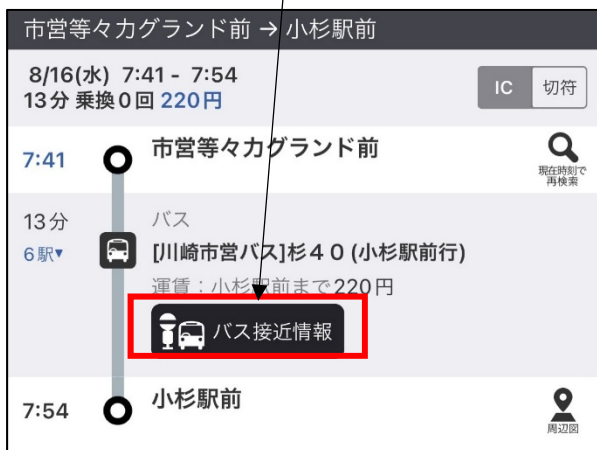 市営等々力グランド前 → 小杉駅前
8/16(水) 7:41 - 7:54
13分 乗換0回 220円
IC 切符
7:41 市営等々力グランド前
現在時刻で
再検索
13分 バス
6駅▼ [川崎市営バス]杉40(小杉駅前行)
運賃:小杉駅前まで220円
バス接近情報
7:54 小杉駅前
周辺図